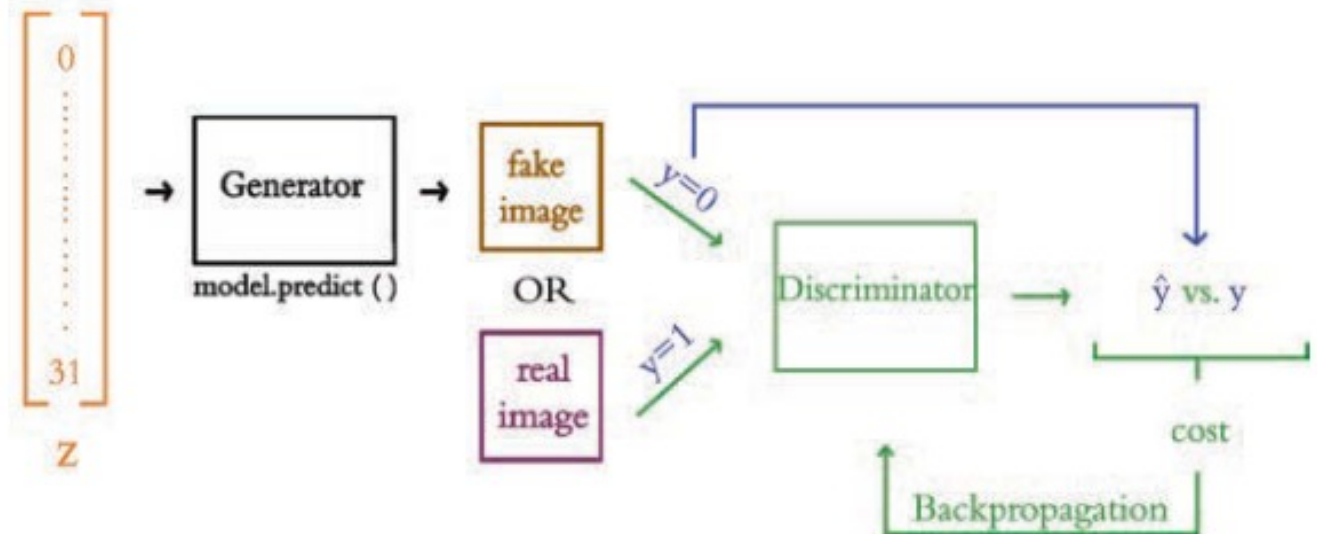 0
31
z
Generator
model.predict ()
fake
image
OR
real
image
y=0
y=1
Discriminator
ŷ vs. y
cost
Backpropagation